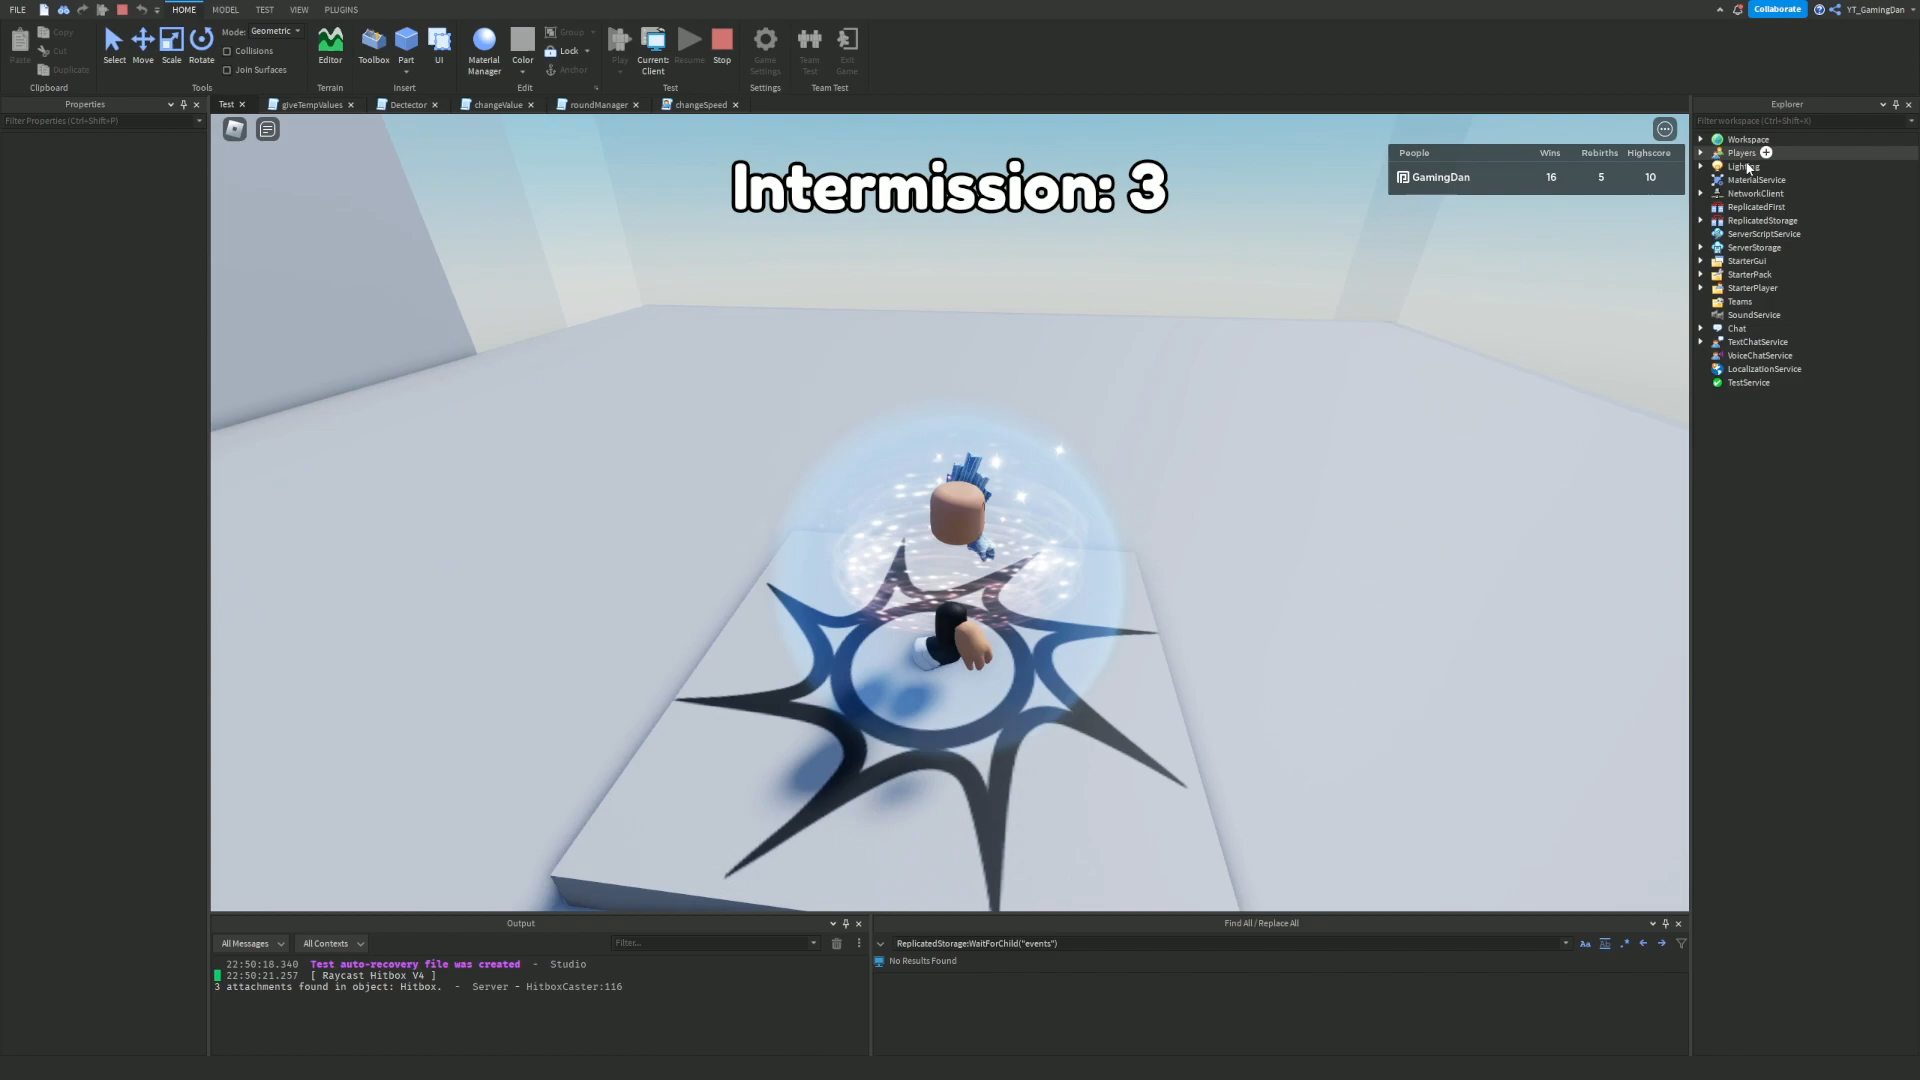 FILE HOME MODEL TEST VIEW PLUGINS
Collaborate YT_GamingDan
Paste Copy Cut Duplicate
Clipboard
Select Move Scale Rotate
Mode: Geometric
Collisions
Join Surfaces
Tools
Editor
Terrain
Toolbox Part UI
Insert
Material Manager Color
Group
Lock
Anchor
Edit
Play Current: Client Resume Stop
Test
Game Settings
Settings
Team Test Exit Game
Team Test
Properties
Filter Properties (Ctrl+Shift+P)
Test giveTempValues Dectector changeValue roundManager changeSpeed
Intermission: 3
People Wins Rebirths Highscore
GamingDan 16 5 10
Explorer
Filter workspace (Ctrl+Shift+X)
Workspace
Players
Lighting
MaterialService
NetworkClient
ReplicatedFirst
ReplicatedStorage
ServerScriptService
ServerStorage
StarterGui
StarterPack
StarterPlayer
Teams
SoundService
Chat
TextChatService
VoiceChatService
LocalizationService
TestService
Output
All Messages All Contexts Filter...
22:50:18.340 Test auto-recovery file was created - Studio
22:50:21.257 [ Raycast Hitbox V4 ]
3 attachments found in object: Hitbox. - Server - HitboxCaster:116
Find All / Replace All
ReplicatedStorage:WaitForChild("events")
Aa Ab .*
No Results Found